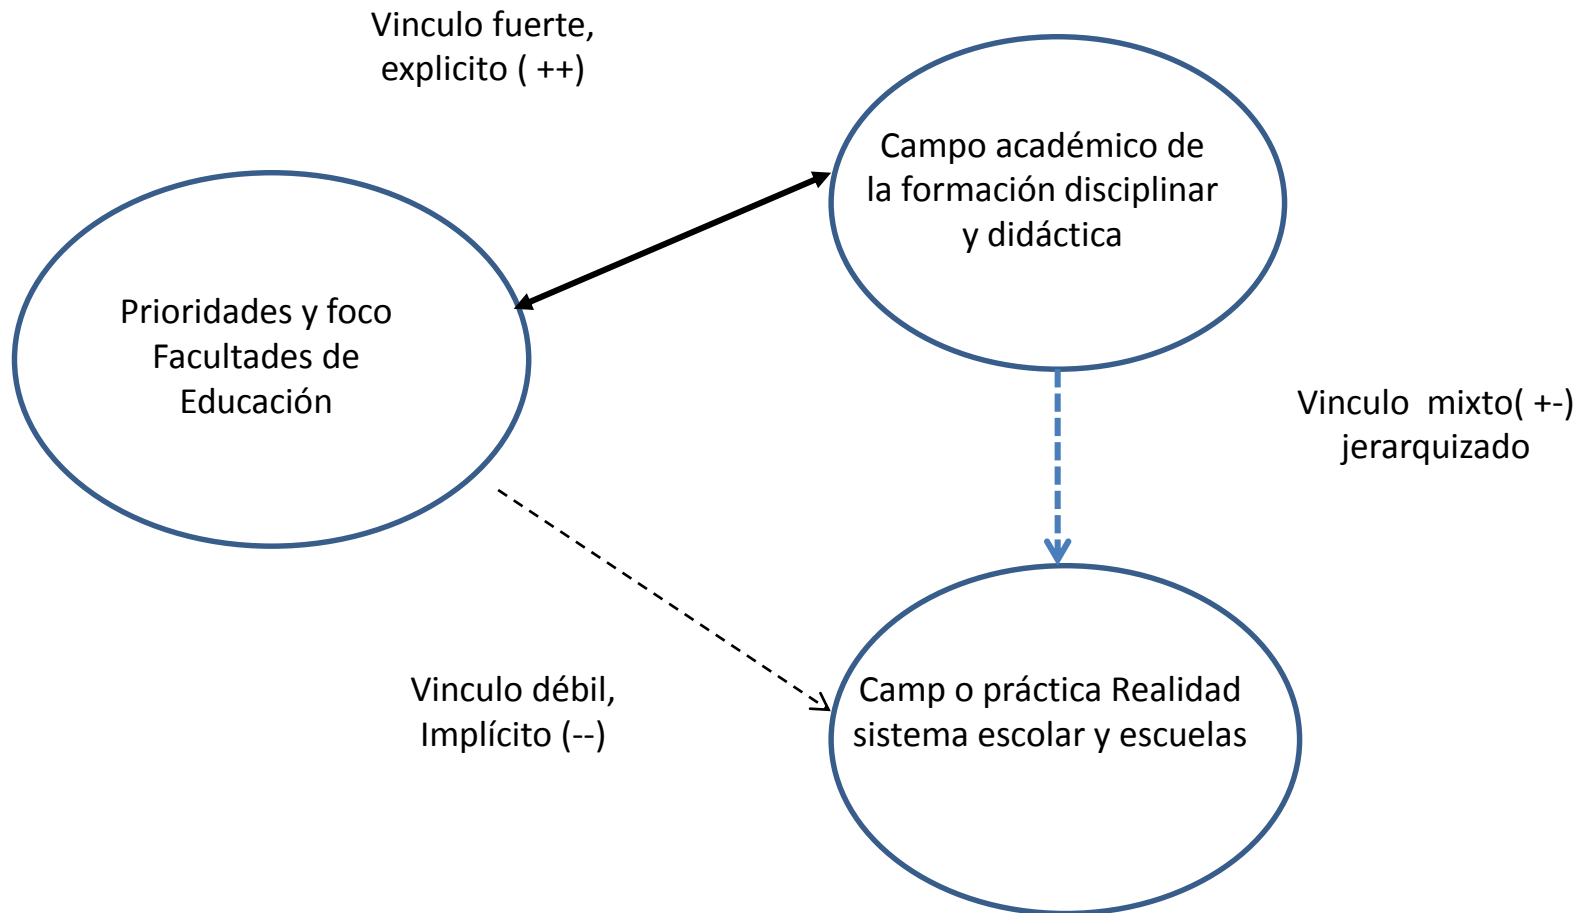 Vinculo fuerte,
explicito ( ++)
Campo académico de
la formación disciplinar
y didáctica
Prioridades y foco
Facultades de
Educación
Vinculo  mixto( +-)
jerarquizado
Vinculo débil,
Implícito (--)
Camp o práctica Realidad
sistema escolar y escuelas